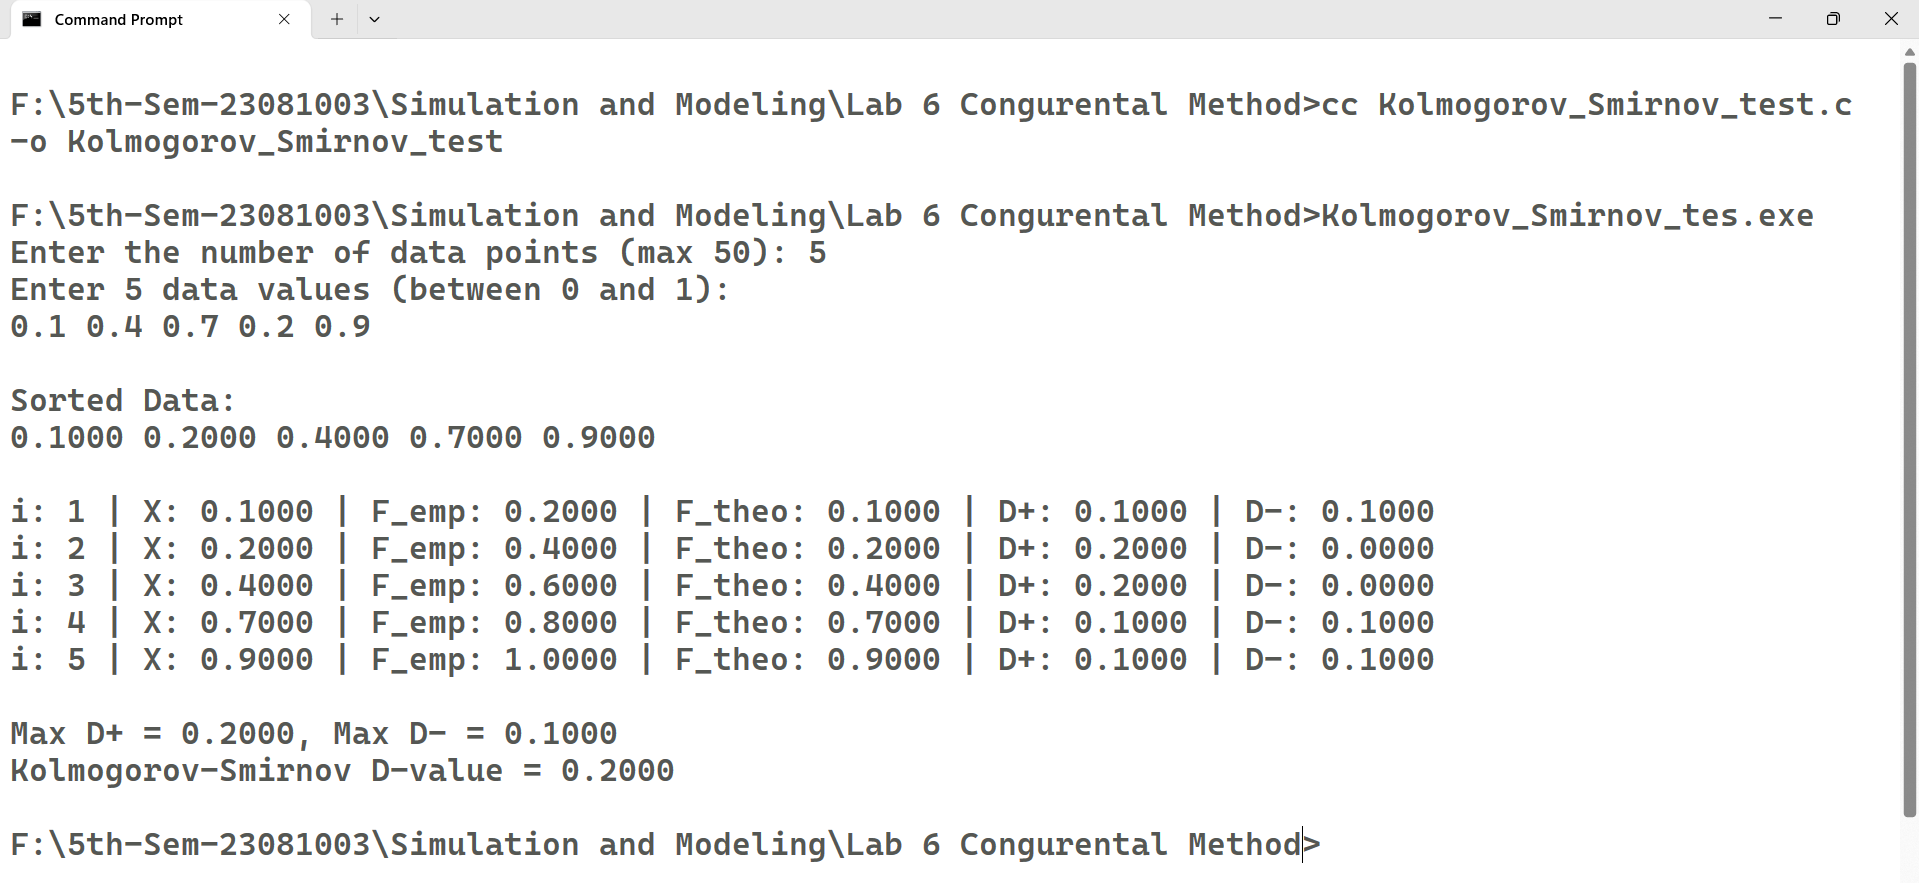 Command Prompt
F:\5th-Sem-23081003\Simulation and Modeling\Lab 6 Congurental Method>cc Kolmogorov_Smirnov_test.c
-o Kolmogorov_Smirnov_test
F:\5th-Sem-23081003\Simulation and Modeling\Lab 6 Congurental Method>Kolmogorov_Smirnov_tes.exe
Enter the number of data points (max 50): 5
Enter 5 data values (between 0 and 1):
0.1 0.4 0.7 0.2 0.9
Sorted Data:
0.1000 0.2000 0.4000 0.7000 0.9000
i: 1 | X: 0.1000 | F_emp: 0.2000 | F_theo: 0.1000 | D+: 0.1000 | D-: 0.1000
i: 2 | X: 0.2000 | F_emp: 0.4000 | F_theo: 0.2000 | D+: 0.2000 | D-: 0.0000
i: 3 | X: 0.4000 | F_emp: 0.6000 | F_theo: 0.4000 | D+: 0.2000 | D-: 0.0000
i: 4 | X: 0.7000 | F_emp: 0.8000 | F_theo: 0.7000 | D+: 0.1000 | D-: 0.1000
i: 5 | X: 0.9000 | F_emp: 1.0000 | F_theo: 0.9000 | D+: 0.1000 | D-: 0.1000
Max D+ = 0.2000, Max D- = 0.1000
Kolmogorov-Smirnov D-value = 0.2000
F:\5th-Sem-23081003\Simulation and Modeling\Lab 6 Congurental Method>